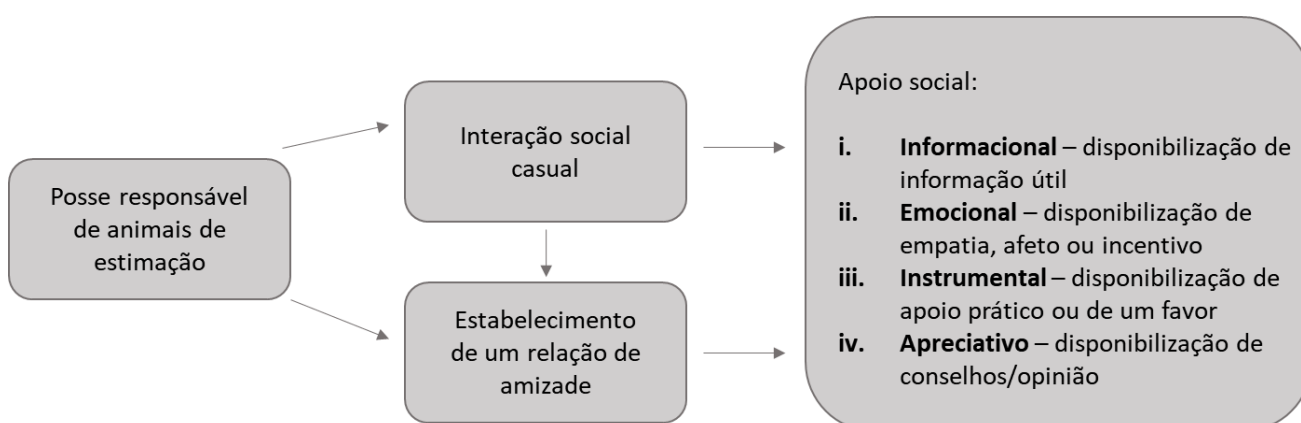 Posse responsável
de animais de
estimação
Interação social
casual
Estabelecimento
de um relação de
amizade
Apoio social:
i. Informacional – disponibilização de
informação útil
ii. Emocional – disponibilização de
empatia, afeto ou incentivo
iii. Instrumental – disponibilização de
apoio prático ou de um favor
iv. Apreciativo – disponibilização de
conselhos/opinião